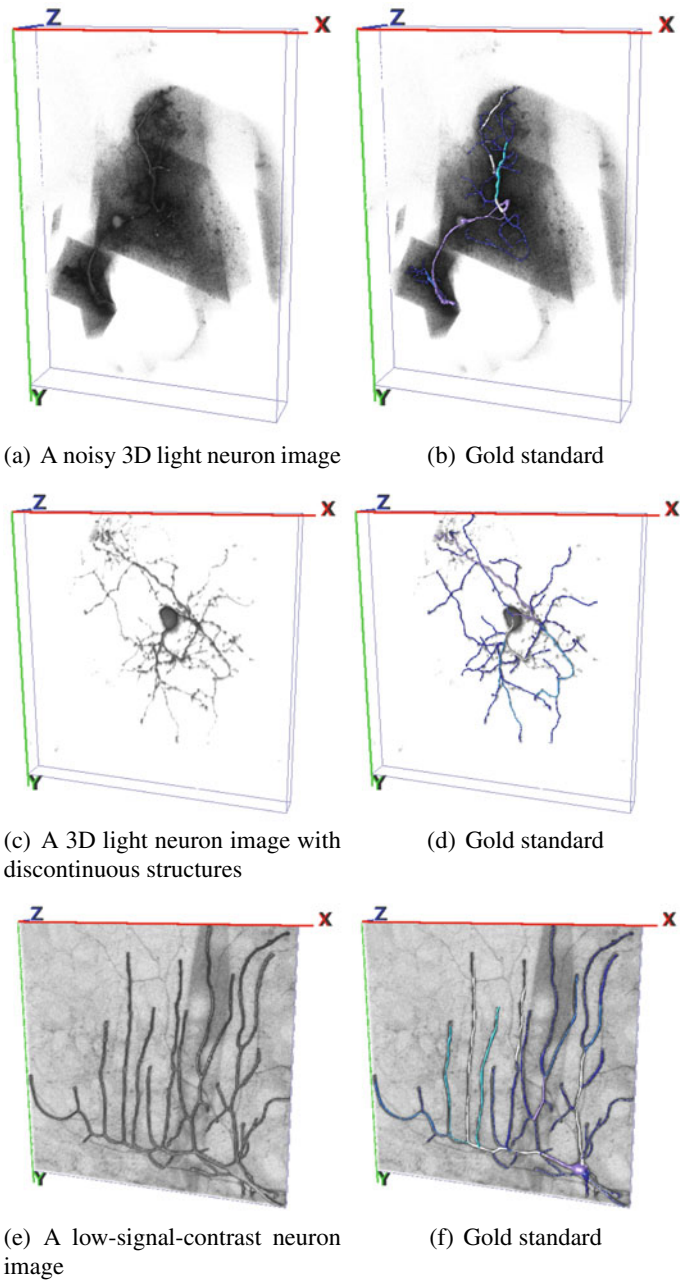 Z X Z X
Y Y
(a) A noisy 3D light neuron image (b) Gold standard
Z X Z X
Y Y
(c) A 3D light neuron image with
discontinuous structures
(d) Gold standard
Z X Z X
Y Y
(e) A low-signal-contrast neuron
image
(f) Gold standard